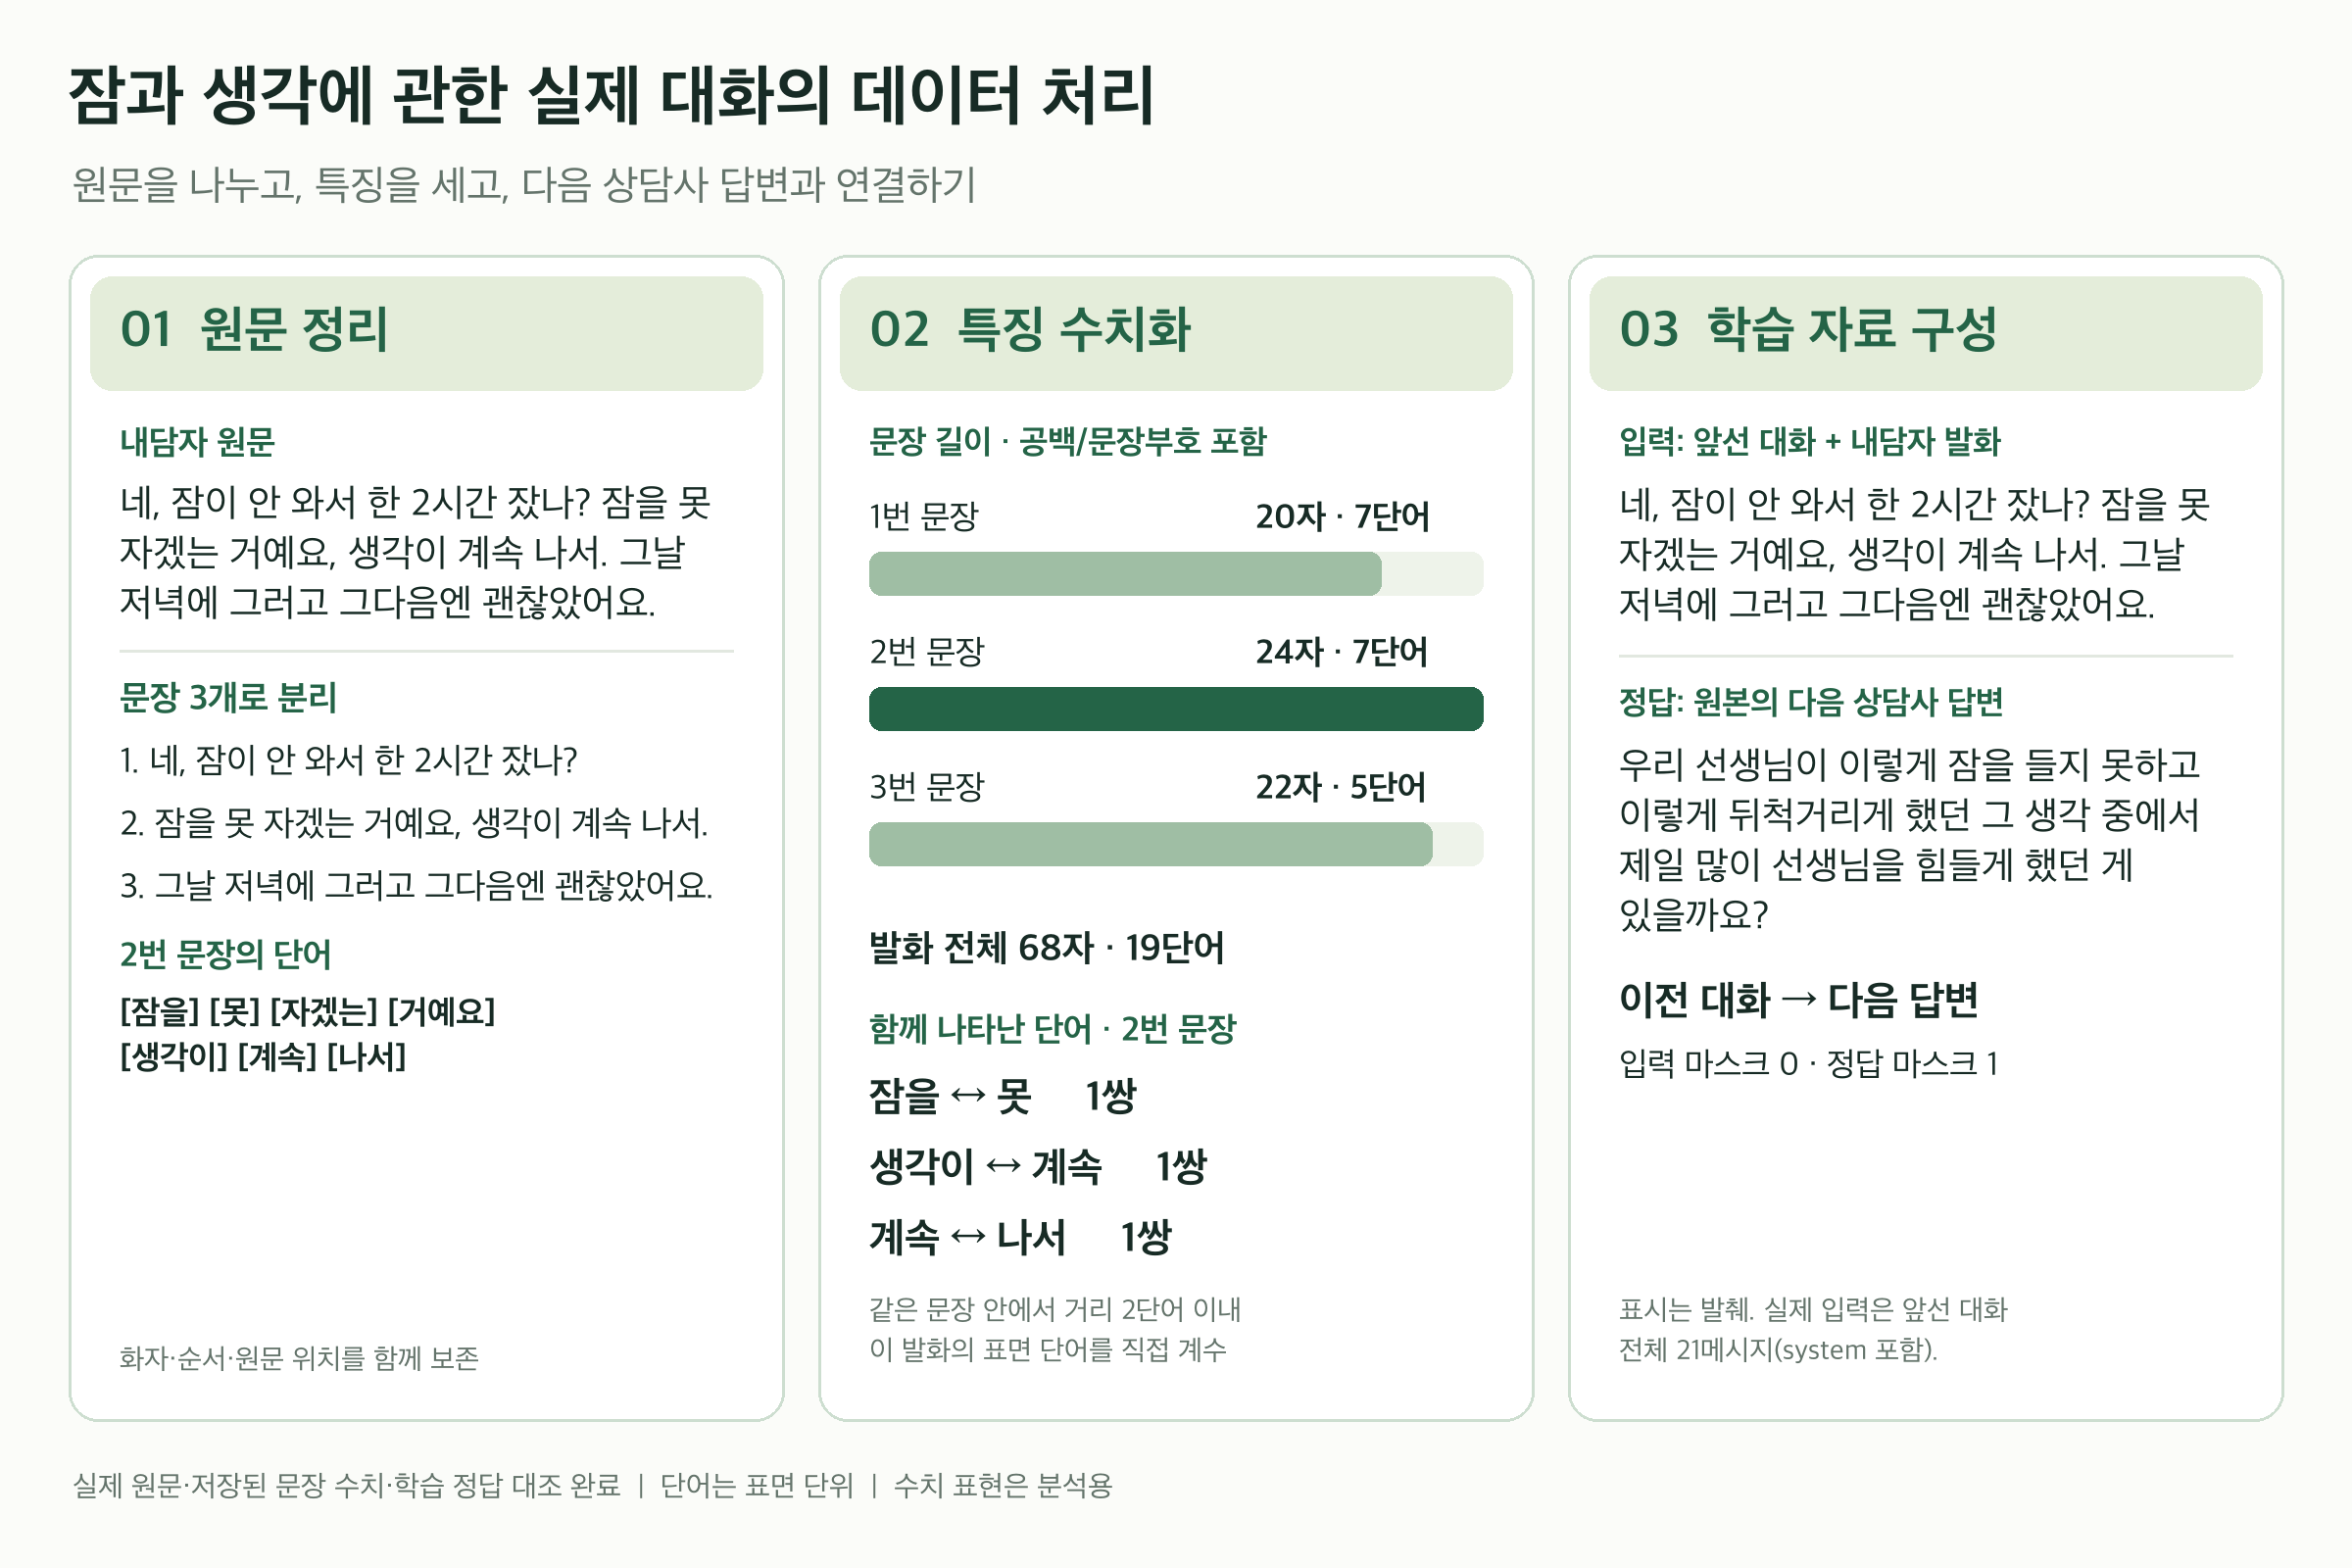 잠과 생각에 관한 실제 대화의 데이터 처리
원문을 나누고, 특징을 세고, 다음 상담사 답변과 연결하기
01 원문 정리
내담자 원문
네, 잠이 안 와서 한 2시간 잤나? 잠을 못
자겠는 거예요, 생각이 계속 나서. 그날
저녁에 그러고 그다음엔 괜찮았어요.
문장 3개로 분리
1. 네, 잠이 안 와서 한 2시간 잤나?
2. 잠을 못 자겠는 거예요, 생각이 계속 나서.
3. 그날 저녁에 그러고 그다음엔 괜찮았어요.
2번 문장의 단어
[잠을] [못] [자겠는] [거예요]
[생각이] [계속] [나서]
화자·순서·원문 위치를 함께 보존
02 특징 수치화
문장 길이 · 공백/문장부호 포함
1번 문장 20자 · 7단어
2번 문장 24자 · 7단어
3번 문장 22자 · 5단어
발화 전체 68자 · 19단어
함께 나타난 단어 · 2번 문장
잠을 ↔ 못 1쌍
생각이 ↔ 계속 1쌍
계속 ↔ 나서 1쌍
같은 문장 안에서 거리 2단어 이내
이 발화의 표면 단어를 직접 계수
03 학습 자료 구성
입력: 앞선 대화 + 내담자 발화
네, 잠이 안 와서 한 2시간 잤나? 잠을 못
자겠는 거예요, 생각이 계속 나서. 그날
저녁에 그러고 그다음엔 괜찮았어요.
정답: 원본의 다음 상담사 답변
우리 선생님이 이렇게 잠을 들지 못하고
이렇게 뒤척거리게 했던 그 생각 중에서
제일 많이 선생님을 힘들게 했던 게
있을까요?
이전 대화 → 다음 답변
입력 마스크 0 · 정답 마스크 1
표시는 발췌. 실제 입력은 앞선 대화
전체 21메시지(system 포함).
실제 원문·저장된 문장 수치·학습 정답 대조 완료 | 단어는 표면 단위 | 수치 표현은 분석용